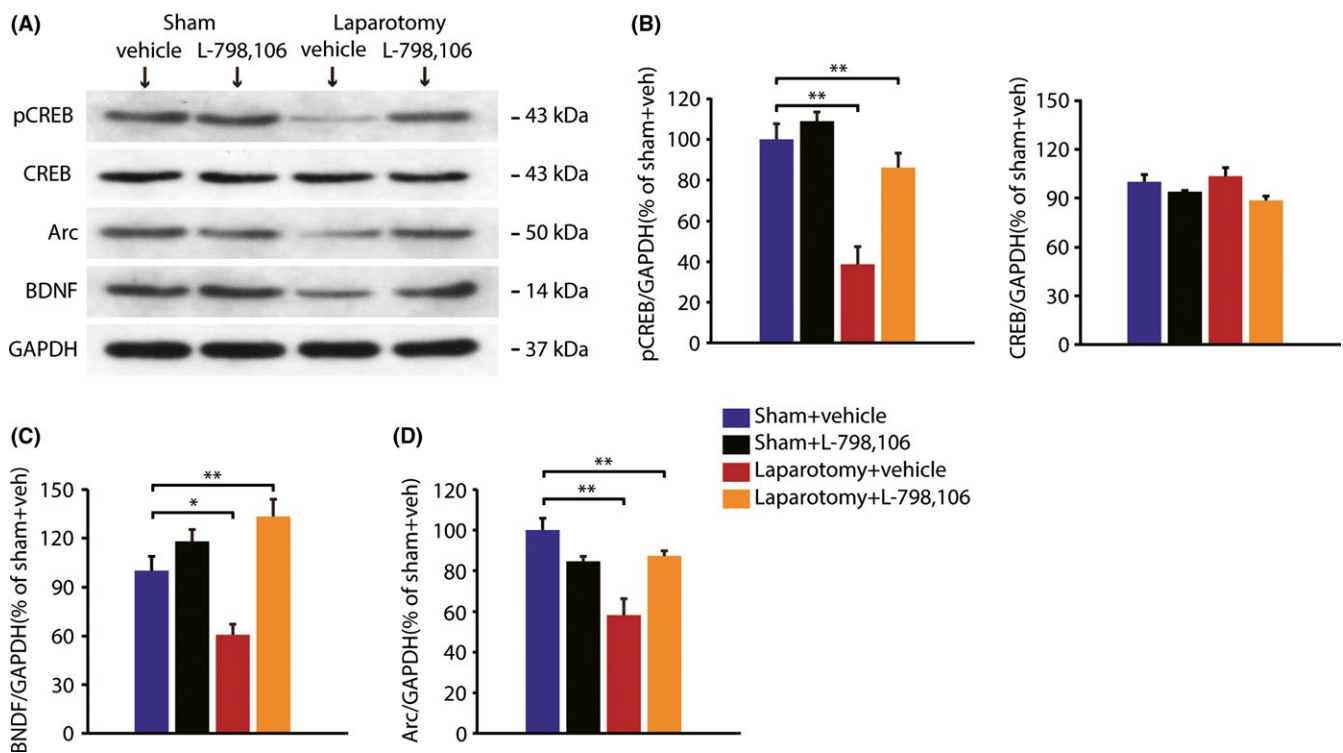 (A)
Sham Laparotomy
vehicle L-798,106 vehicle L-798,106
pCREB - 43 kDa
CREB - 43 kDa
Arc - 50 kDa
BDNF - 14 kDa
GAPDH - 37 kDa
(B)
pCREB/GAPDH(% of sham+veh)
120
100
80
60
40
20
0
**
**
CREB/GAPDH(% of sham+veh)
150
120
90
60
30
0
Sham+vehicle
Sham+L-798,106
Laparotomy+vehicle
Laparotomy+L-798,106
(C)
BNDF/GAPDH(% of sham+veh)
150
120
90
60
30
0
**
*
(D)
Arc/GAPDH(% of sham+veh)
120
100
80
60
40
20
0
**
**